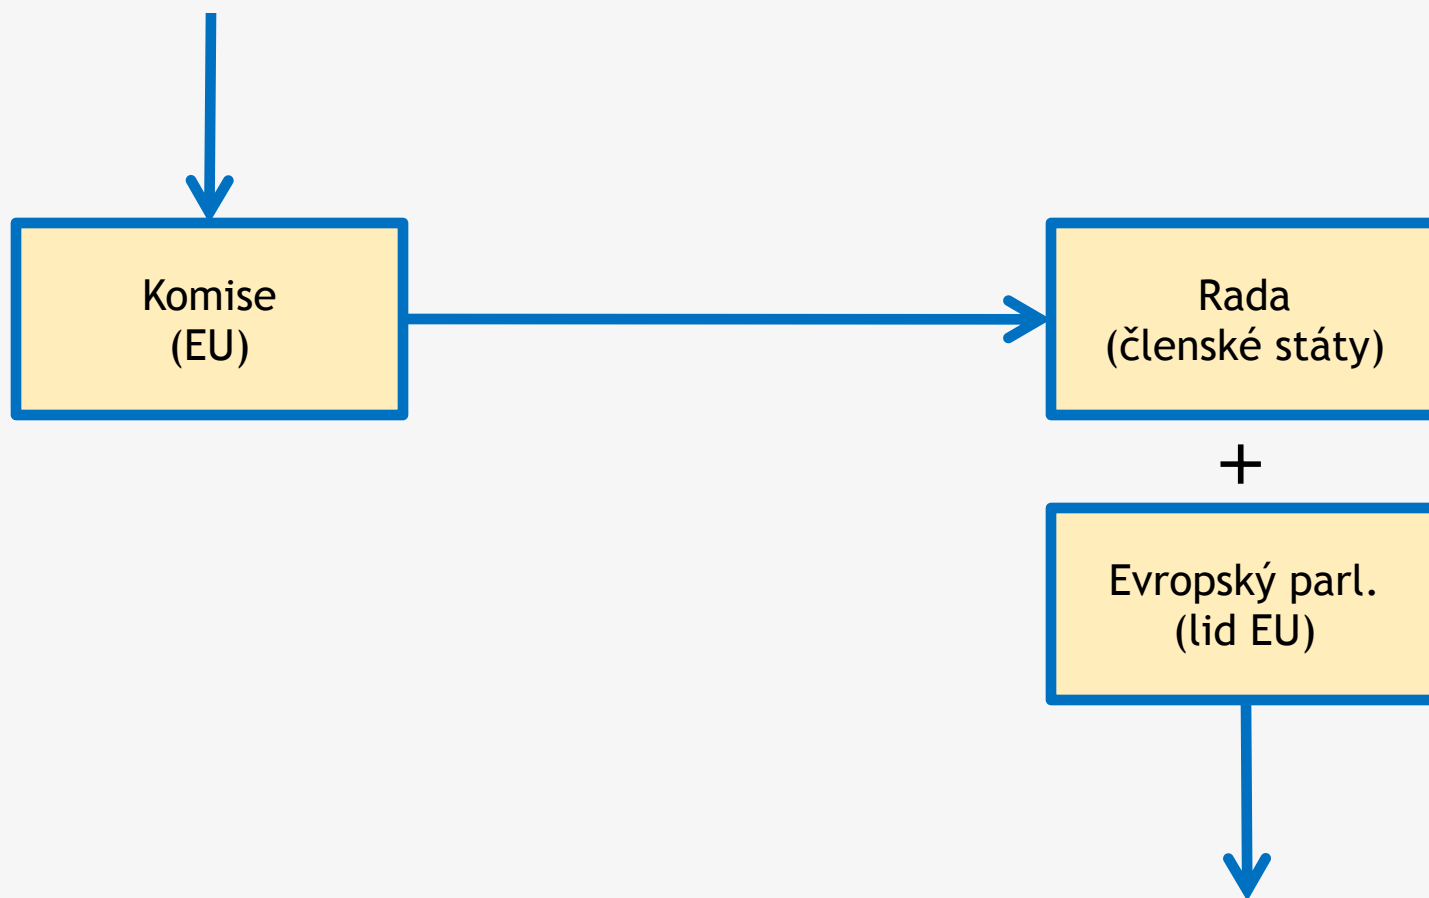 Komise
(EU)
Rada
(členské státy)
+
Evropský parl.
(lid EU)